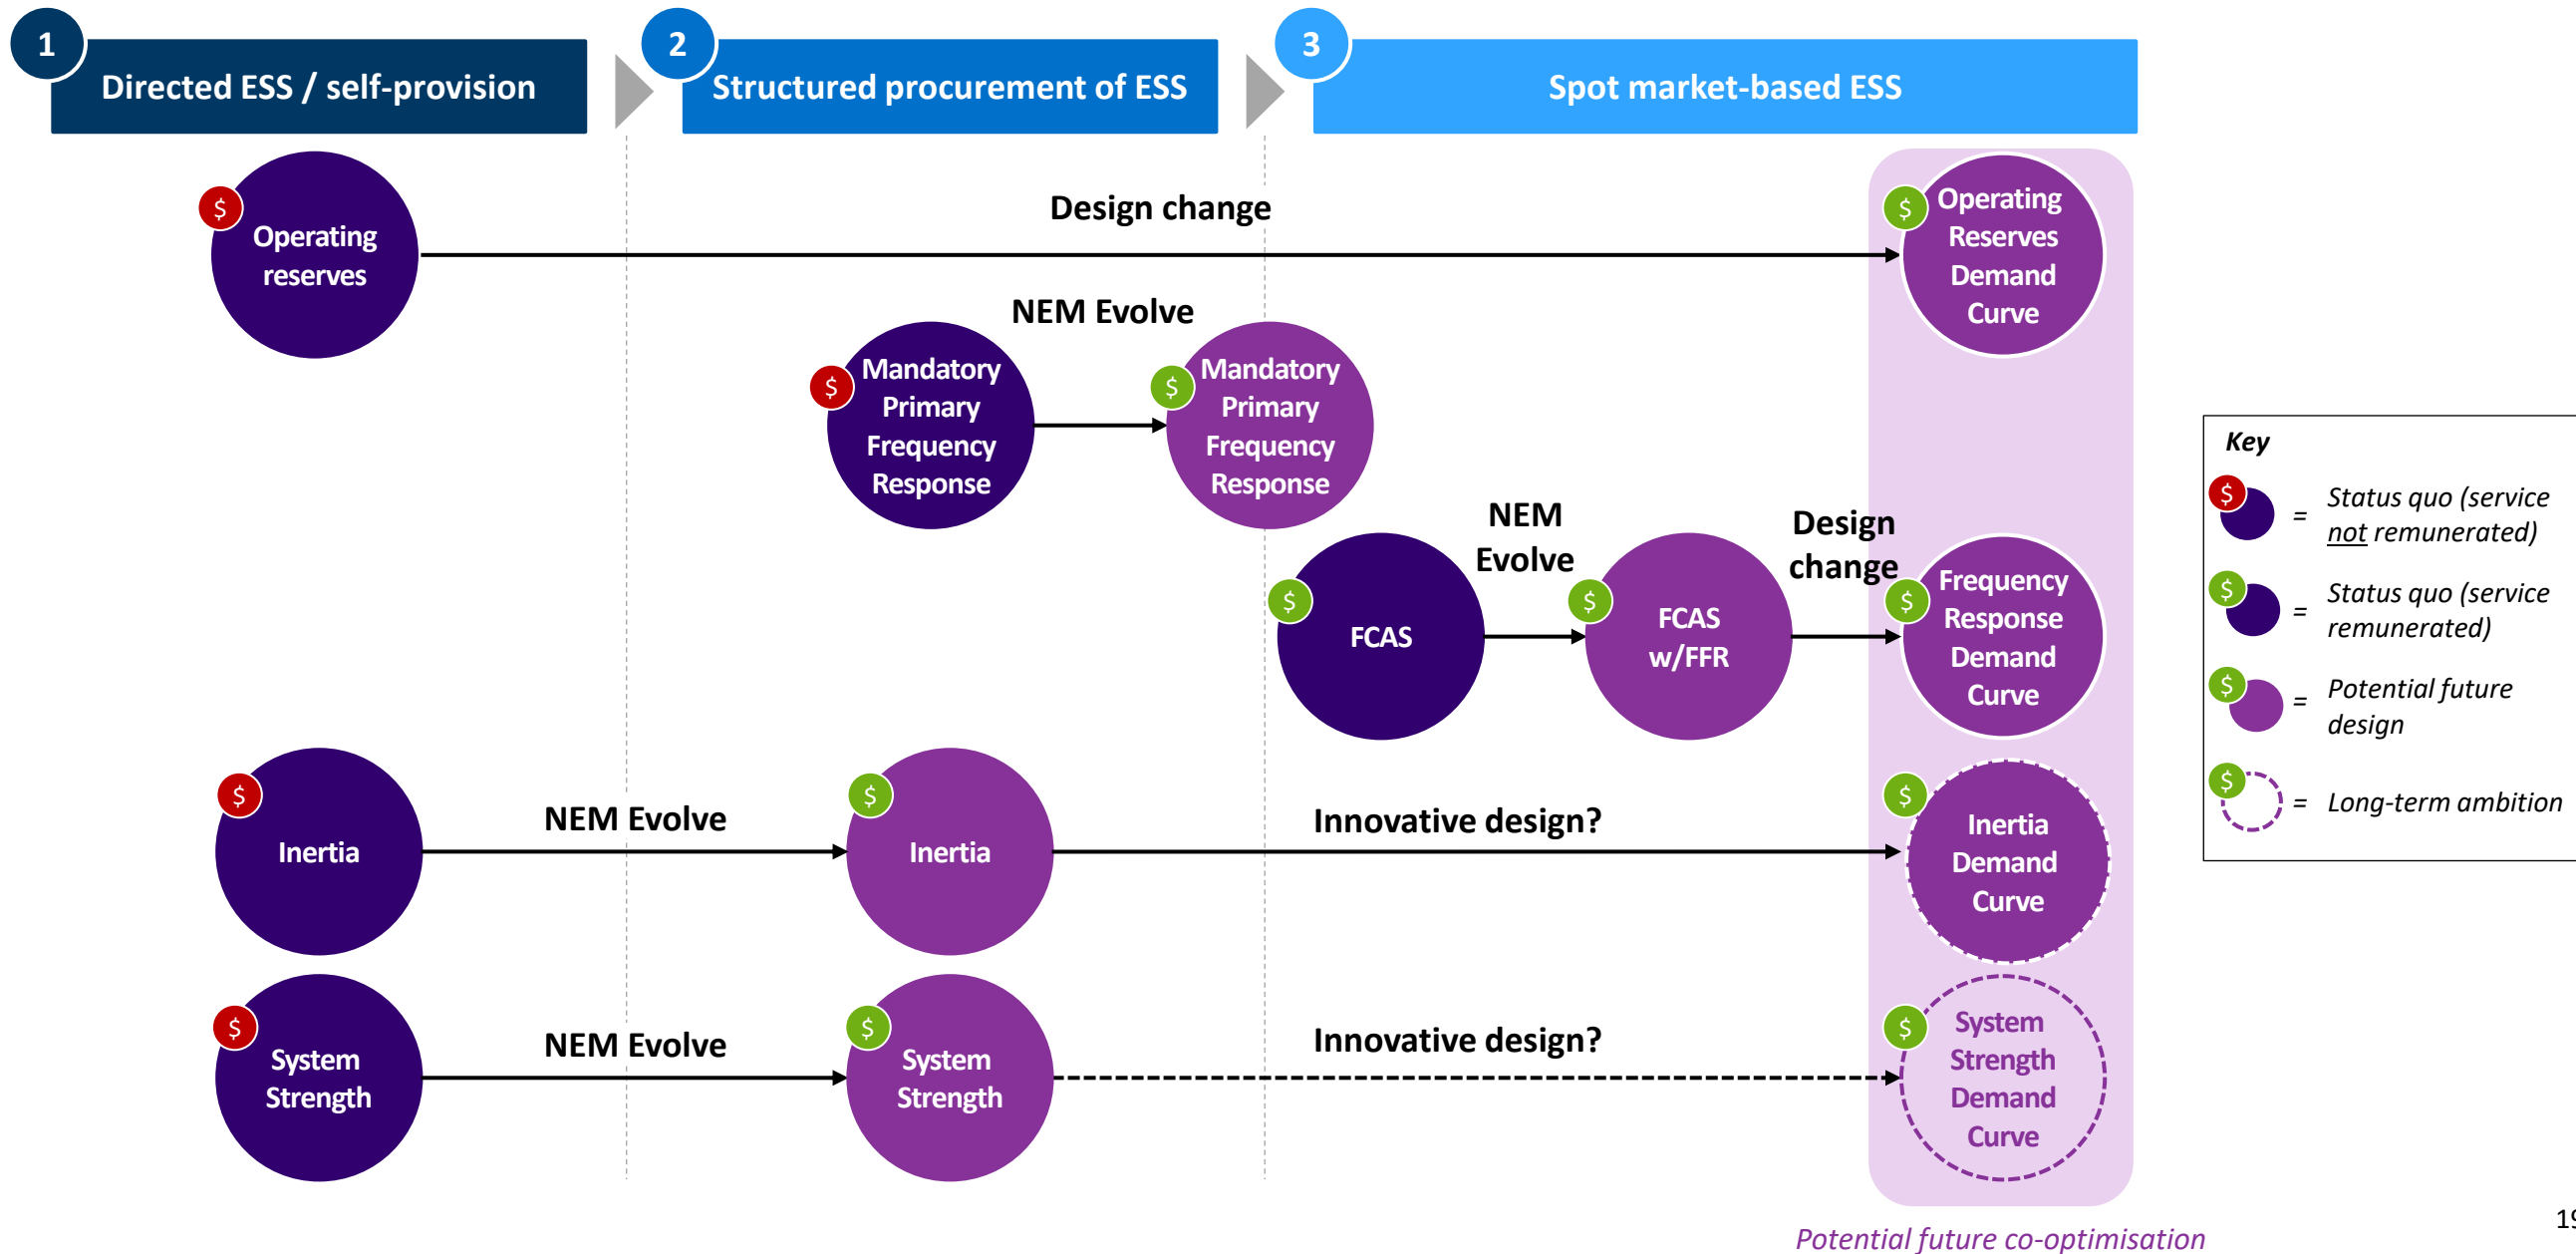 1
Directed ESS / self-provision
2
Structured procurement of ESS
3
Spot market-based ESS
$
Operating
reserves
Design change
$
Operating
Reserves
Demand
Curve
NEM Evolve
$
Mandatory
Primary
Frequency
Response
$
Mandatory
Primary
Frequency
Response
$
FCAS
NEM
Evolve
$
FCAS
w/FFR
Design
change
$
Frequency
Response
Demand
Curve
$
Inertia
NEM Evolve
$
Inertia
Innovative design?
$
Inertia
Demand
Curve
$
System
Strength
NEM Evolve
$
System
Strength
Innovative design?
$
System
Strength
Demand
Curve
Potential future co-optimisation
Key
$
= Status quo (service
not remunerated)
$
= Status quo (service
remunerated)
$
= Potential future
design
$
= Long-term ambition
19